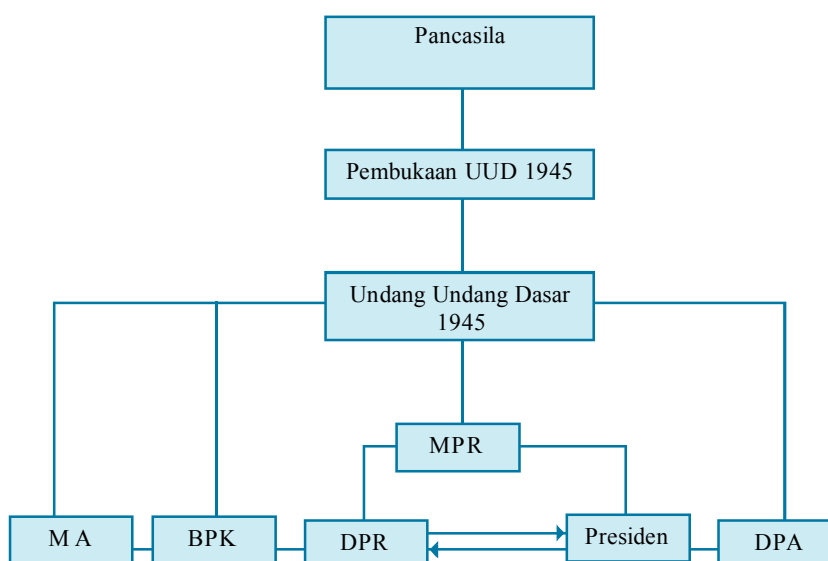 Pancasila
Pembukaan UUD 1945
Undang Undang Dasar
1945
MPR
M A
BPK
DPR
Presiden
DPA